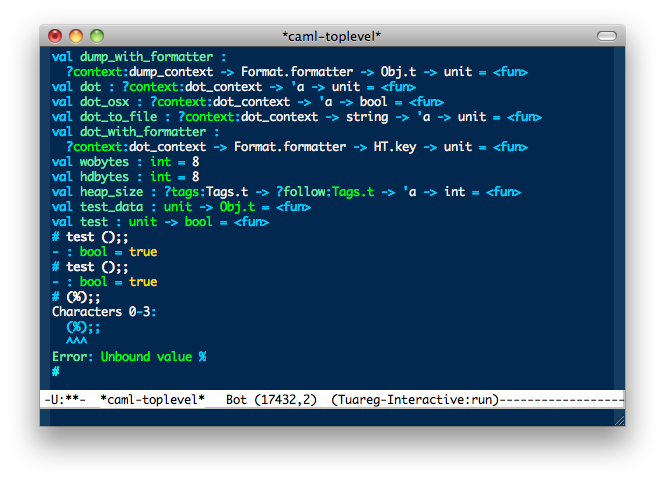 *caml-toplevel*
val dump_with_formatter :
  ?context:dump_context -> Format.formatter -> Obj.t -> unit = <fun>
val dot : ?context:dot_context -> 'a -> unit = <fun>
val dot_osx : ?context:dot_context -> 'a -> bool = <fun>
val dot_to_file : ?context:dot_context -> string -> 'a -> unit = <fun>
val dot_with_formatter :
  ?context:dot_context -> Format.formatter -> HT.key -> unit = <fun>
val wobytes : int = 8
val hdbytes : int = 8
val heap_size : ?tags:Tags.t -> ?follow:Tags.t -> 'a -> int = <fun>
val test_data : unit -> Obj.t = <fun>
val test : unit -> bool = <fun>
# test ();;
- : bool = true
# test ();;
- : bool = true
# (%);;
Characters 0-3:
  (%);;
  ^^^
Error: Unbound value %
#
-U:**-  *caml-toplevel*   Bot (17432,2)  (Tuareg-Interactive:run)-------------------